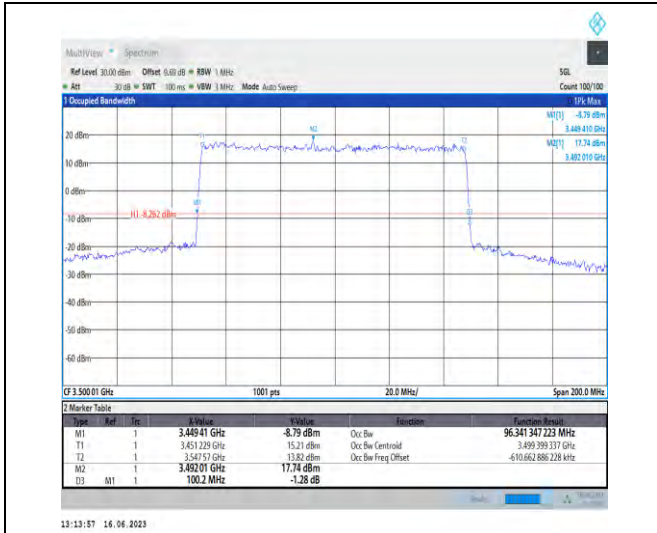 MultiView Spectrum
Ref Level 30.00 dBm Offset 0.60 dB RBW 1 MHz SGL
Att 30 dB SWT 100 ms VBW 3 MHz Mode Auto Sweep Count 100/100
1 Occupied Bandwidth 1Pk Max
M1[1] -8.79 dBm
3.449 410 GHz
M2[1] 17.74 dBm
3.492 010 GHz
20 dBm
M2
T1
T2
10 dBm
0 dBm
M1
-10 dBm
H1 -8.262 dBm
D3
-20 dBm
-30 dBm
-40 dBm
-50 dBm
-60 dBm
CF 3.500 01 GHz 1001 pts 20.0 MHz/ Span 200.0 MHz
2 Marker Table
Type Ref Trc X-Value Y-Value Function Function Result
M1 1 3.449 41 GHz -8.79 dBm Occ Bw 96.341 347 223 MHz
T1 1 3.451 229 GHz 15.21 dBm Occ Bw Centroid 3.499 399 337 GHz
T2 1 3.547 57 GHz 13.82 dBm Occ Bw Freq Offset -610.662 886 228 kHz
M2 1 3.492 01 GHz 17.74 dBm
D3 M1 1 100.2 MHz -1.28 dB
13:13:57 16.06.2023